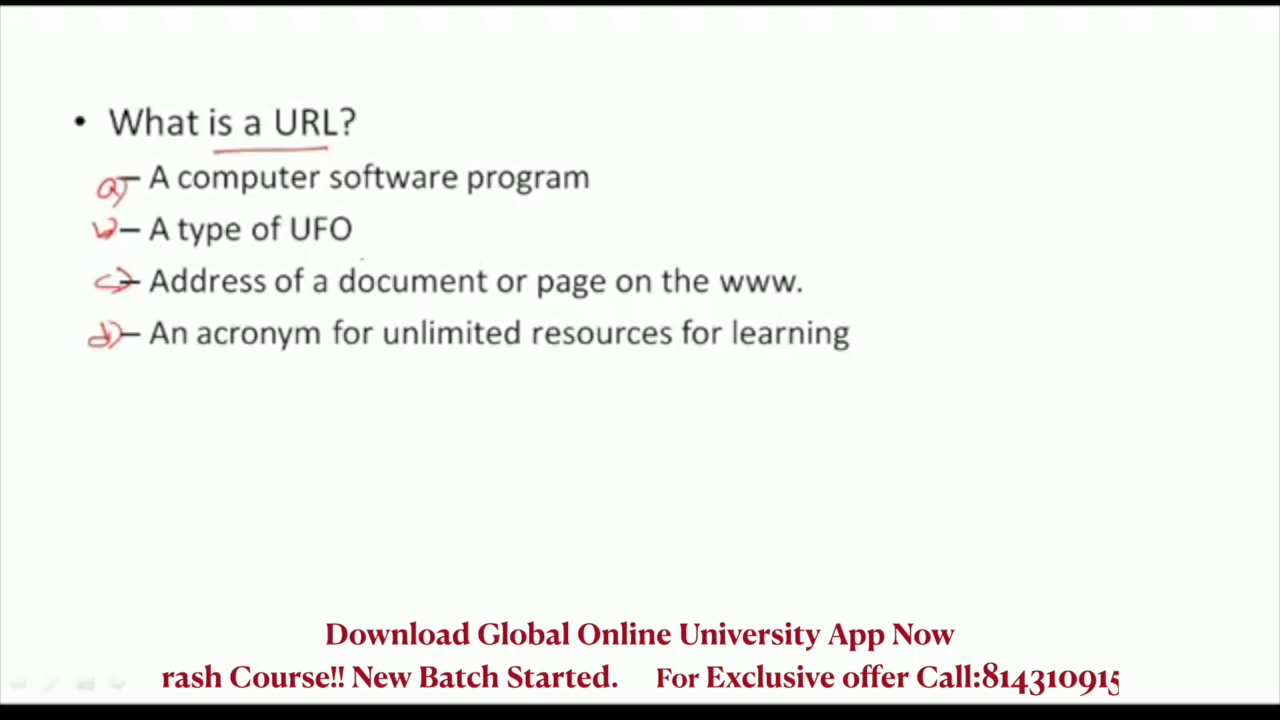 • What is a URL?
a) – A computer software program
b) – A type of UFO
c) – Address of a document or page on the www.
d) – An acronym for unlimited resources for learning
Download Global Online University App Now
rash Course!! New Batch Started. For Exclusive offer Call:814310915